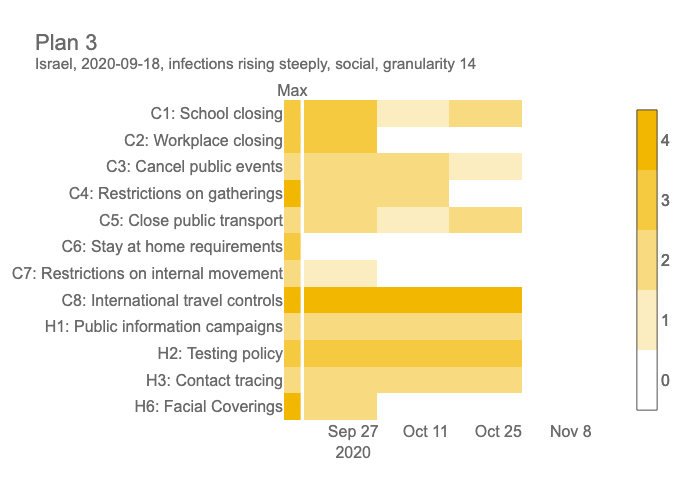 Plan 3
Israel, 2020-09-18, infections rising steeply, social, granularity 14
Max
C1: School closing
C2: Workplace closing
C3: Cancel public events
C4: Restrictions on gatherings
C5: Close public transport
C6: Stay at home requirements
C7: Restrictions on internal movement
C8: International travel controls
H1: Public information campaigns
H2: Testing policy
H3: Contact tracing
H6: Facial Coverings
Sep 27 Oct 11 Oct 25 Nov 8
2020
4
3
2
1
0